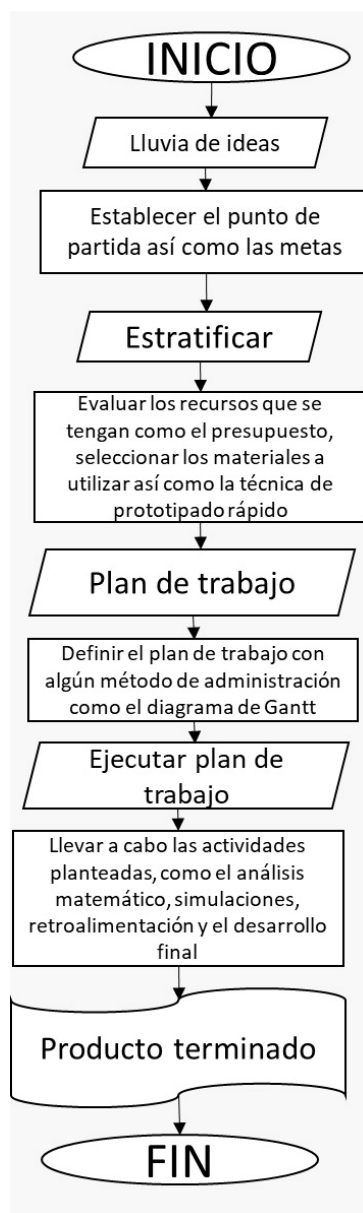 INICIO
Lluvia de ideas
Establecer el punto de
partida así como las metas
Estratificar
Evaluar los recursos que se
tengan como el presupuesto,
seleccionar los materiales a
utilizar así como la técnica de
prototipado rápido
Plan de trabajo
Definir el plan de trabajo con
algún método de administración
como el diagrama de Gantt
Ejecutar plan de
trabajo
Llevar a cabo las actividades
planteadas, como el análisis
matemático, simulaciones,
retroalimentación y el desarrollo
final
Producto terminado
FIN